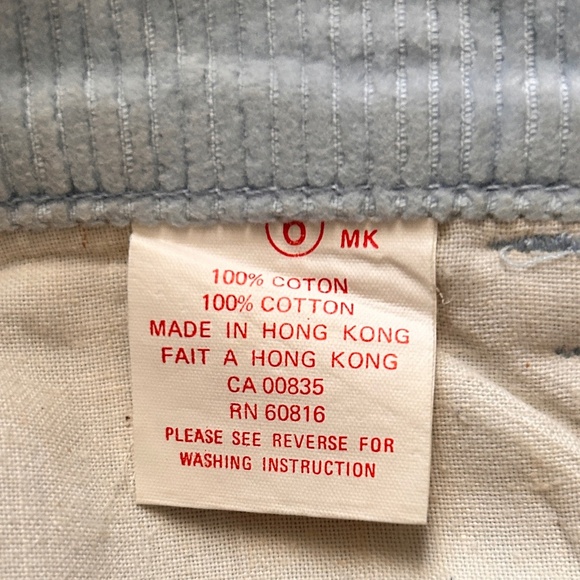 6 MK
100% COTON
100% COTTON
MADE IN HONG KONG
FAIT A HONG KONG
CA 00835
RN 60816
PLEASE SEE REVERSE FOR
WASHING INSTRUCTION